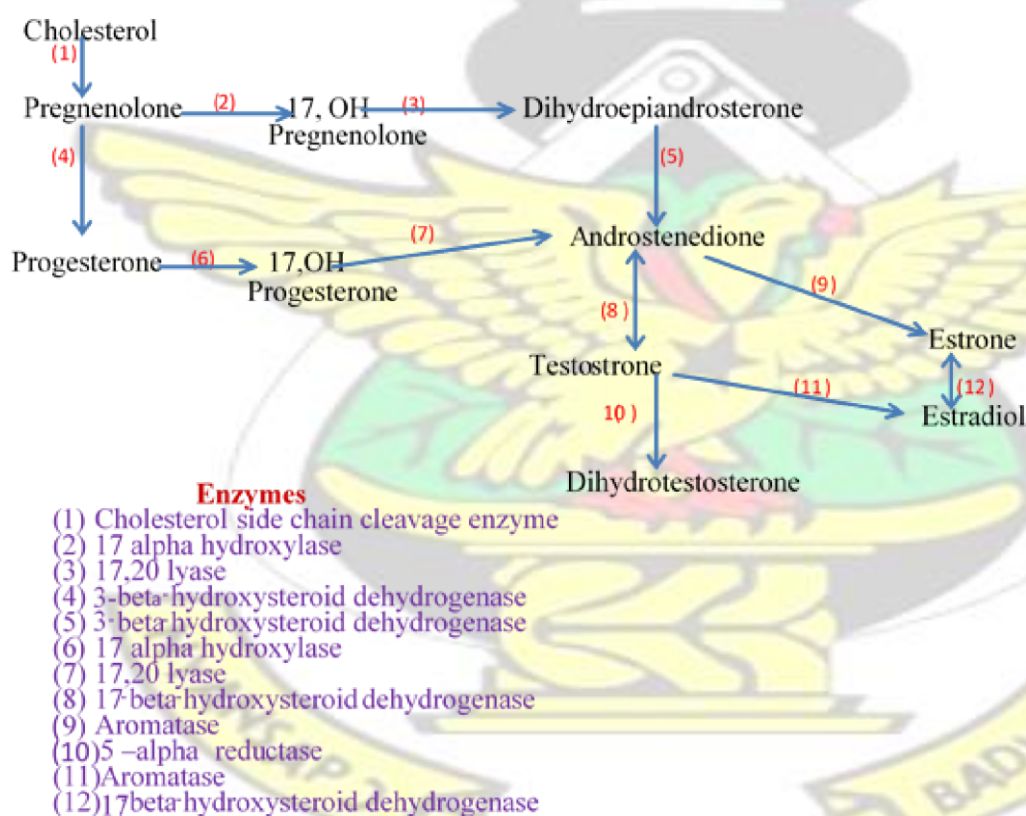 Cholesterol
(1)
Pregnenolone (2) 17, OH (3) Dihydroepiandrosterone
Pregnenolone
(4) (5)
Androstenedione
(7)
Progesterone (6) 17,OH
Progesterone
(9)
(8)
Estrone
Testostrone
(11) (12)
10 )
Estradiol
Dihydrotestosterone
Enzymes
(1) Cholesterol side chain cleavage enzyme
(2) 17 alpha hydroxylase
(3) 17,20 lyase
(4) 3-beta-hydroxysteroid dehydrogenase
(5) 3-beta-hydroxysteroid dehydrogenase
(6) 17 alpha hydroxylase
(7) 17,20 lyase
(8) 17-beta-hydroxysteroid dehydrogenase
(9) Aromatase
(10)5 –alpha reductase
(11)Aromatase
(12)17beta-hydroxysteroid dehydrogenase